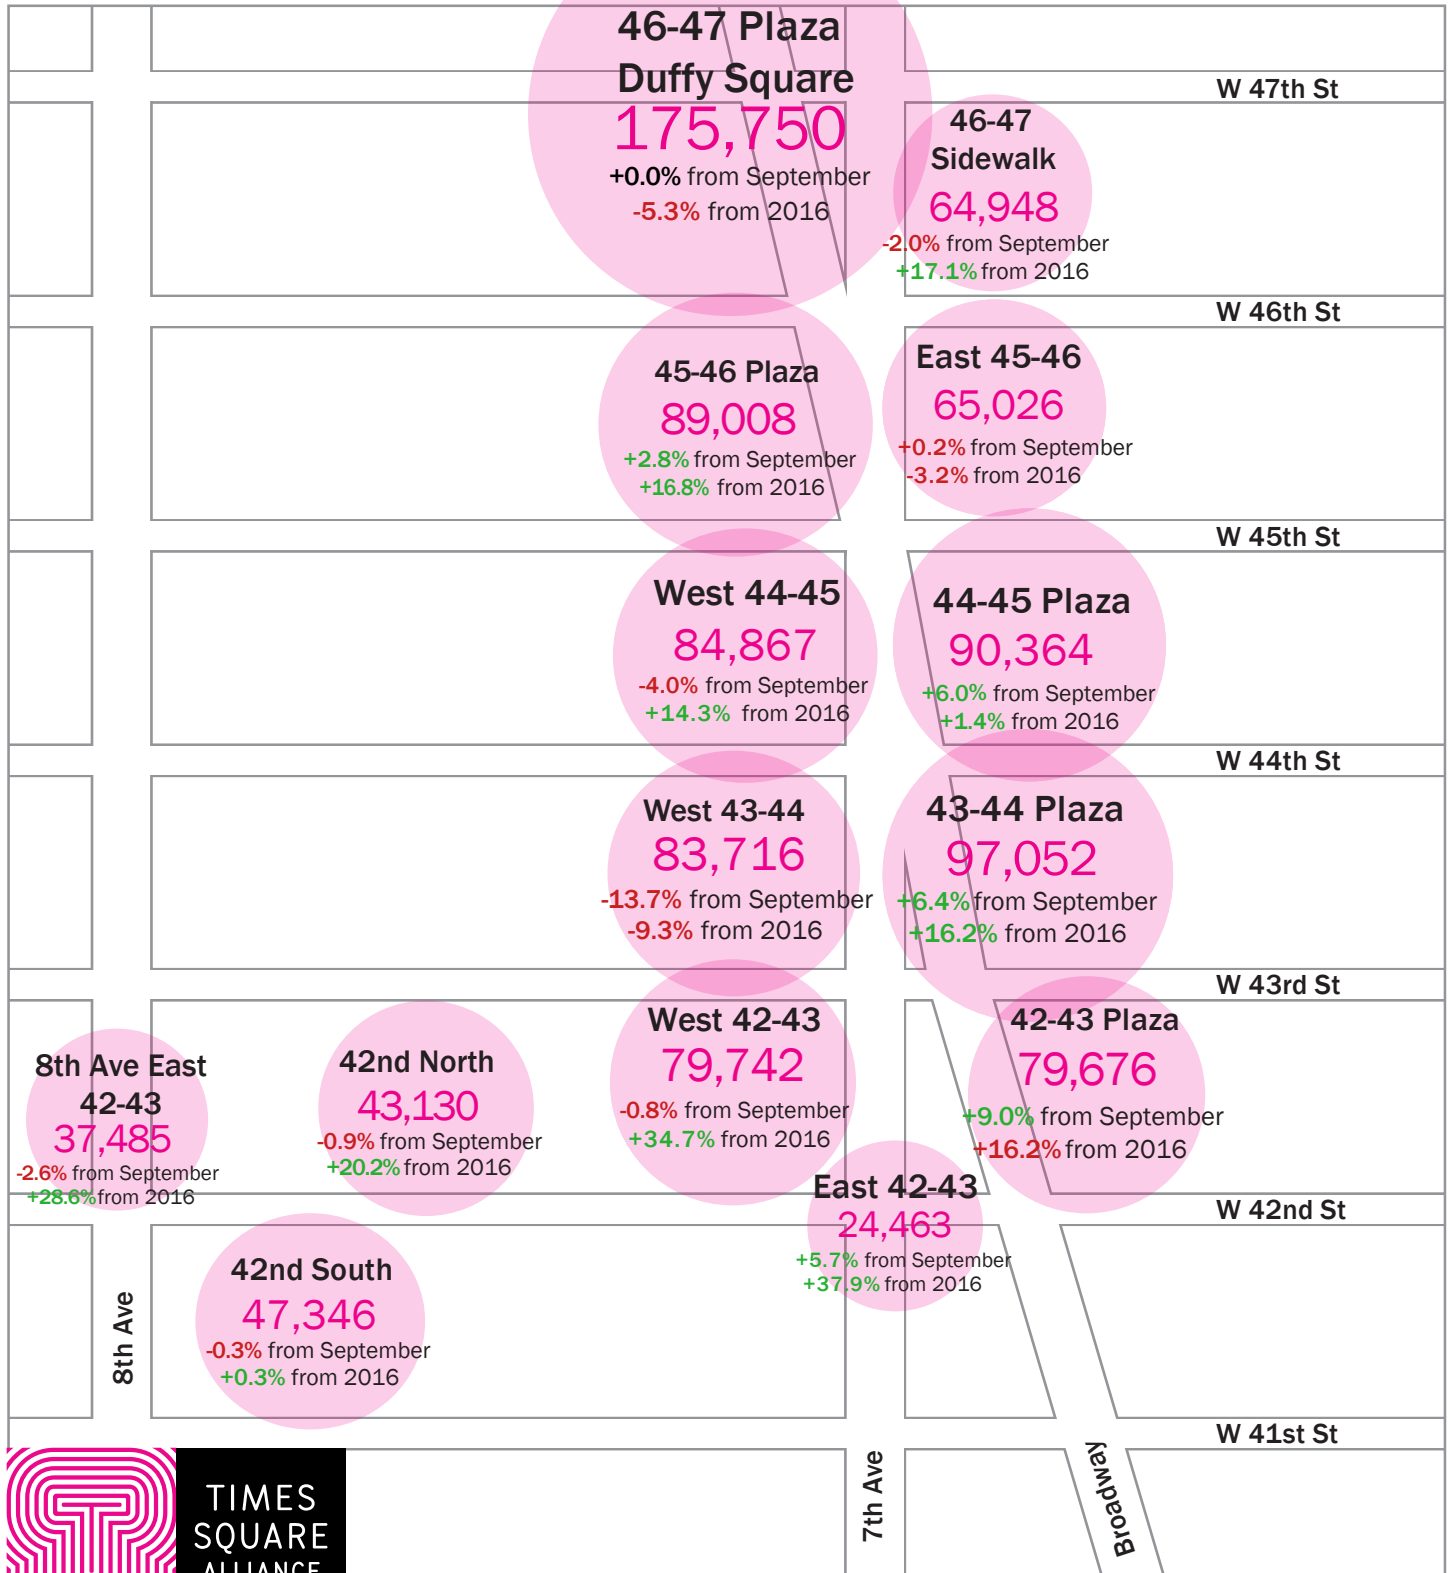 46-47 Plaza
Duffy Square
175,750
+0.0% from September
-5.3% from 2016
W 47th St
46-47
Sidewalk
64,948
-2.0% from September
+17.1% from 2016
W 46th St
45-46 Plaza
89,008
+2.8% from September
+16.8% from 2016
East 45-46
65,026
+0.2% from September
-3.2% from 2016
W 45th St
West 44-45
84,867
-4.0% from September
+14.3% from 2016
44-45 Plaza
90,364
+6.0% from September
+1.4% from 2016
W 44th St
West 43-44
83,716
-13.7% from September
-9.3% from 2016
43-44 Plaza
97,052
+6.4% from September
+16.2% from 2016
W 43rd St
8th Ave East
42-43
37,485
-2.6% from September
+28.6% from 2016
42nd North
43,130
-0.9% from September
+20.2% from 2016
West 42-43
79,742
-0.8% from September
+34.7% from 2016
42-43 Plaza
79,676
+9.0% from September
+16.2% from 2016
East 42-43
24,463
+5.7% from September
+37.9% from 2016
W 42nd St
42nd South
47,346
-0.3% from September
+0.3% from 2016
8th Ave
W 41st St
7th Ave
Broadway
TIMES
SQUARE
ALLIANCE